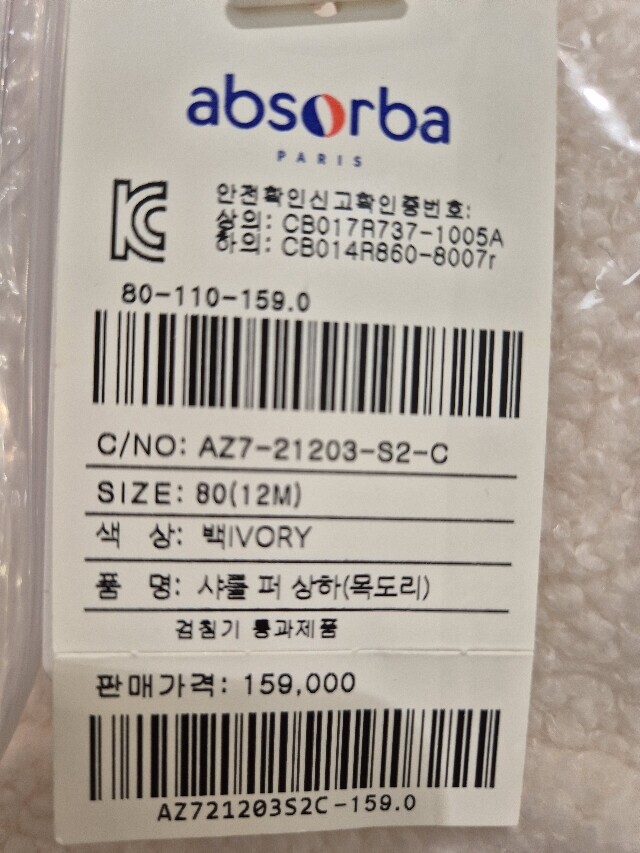 absorba
PARIS
안전확인신고확인증번호:
상의: CB017R737-1005A
하의: CB014R860-8007r
80-110-159.0
C/NO: AZ7-21203-S2-C
SIZE: 80(12M)
색 상: 백IVORY
품 명: 샤를 퍼 상하(목도리)
검침기 통과제품
판매가격: 159,000
AZ721203S2C-159.0